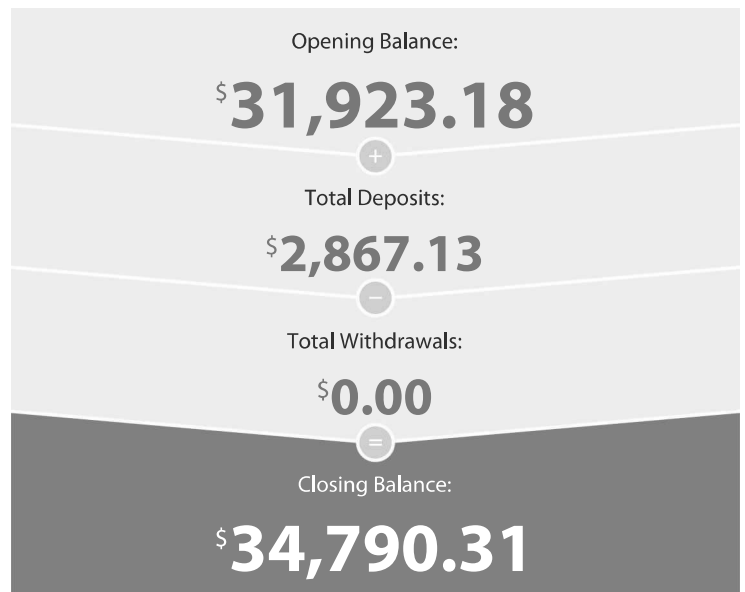 Opening Balance:
$31,923.18
+
Total Deposits:
$2,867.13
−
Total Withdrawals:
$0.00
=
Closing Balance:
$34,790.31